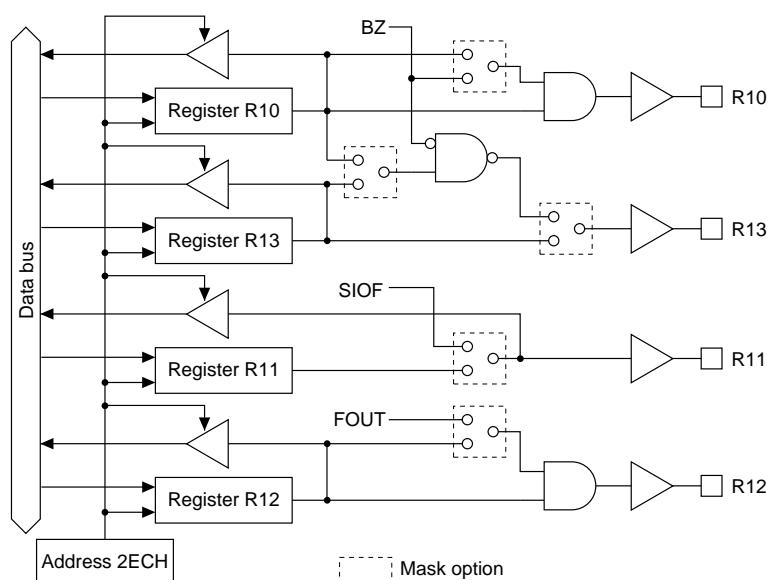 BZ
Register R10
R10
Register R13
R13
Data bus
SIOF
Register R11
R11
FOUT
Register R12
R12
Address 2ECH
Mask option